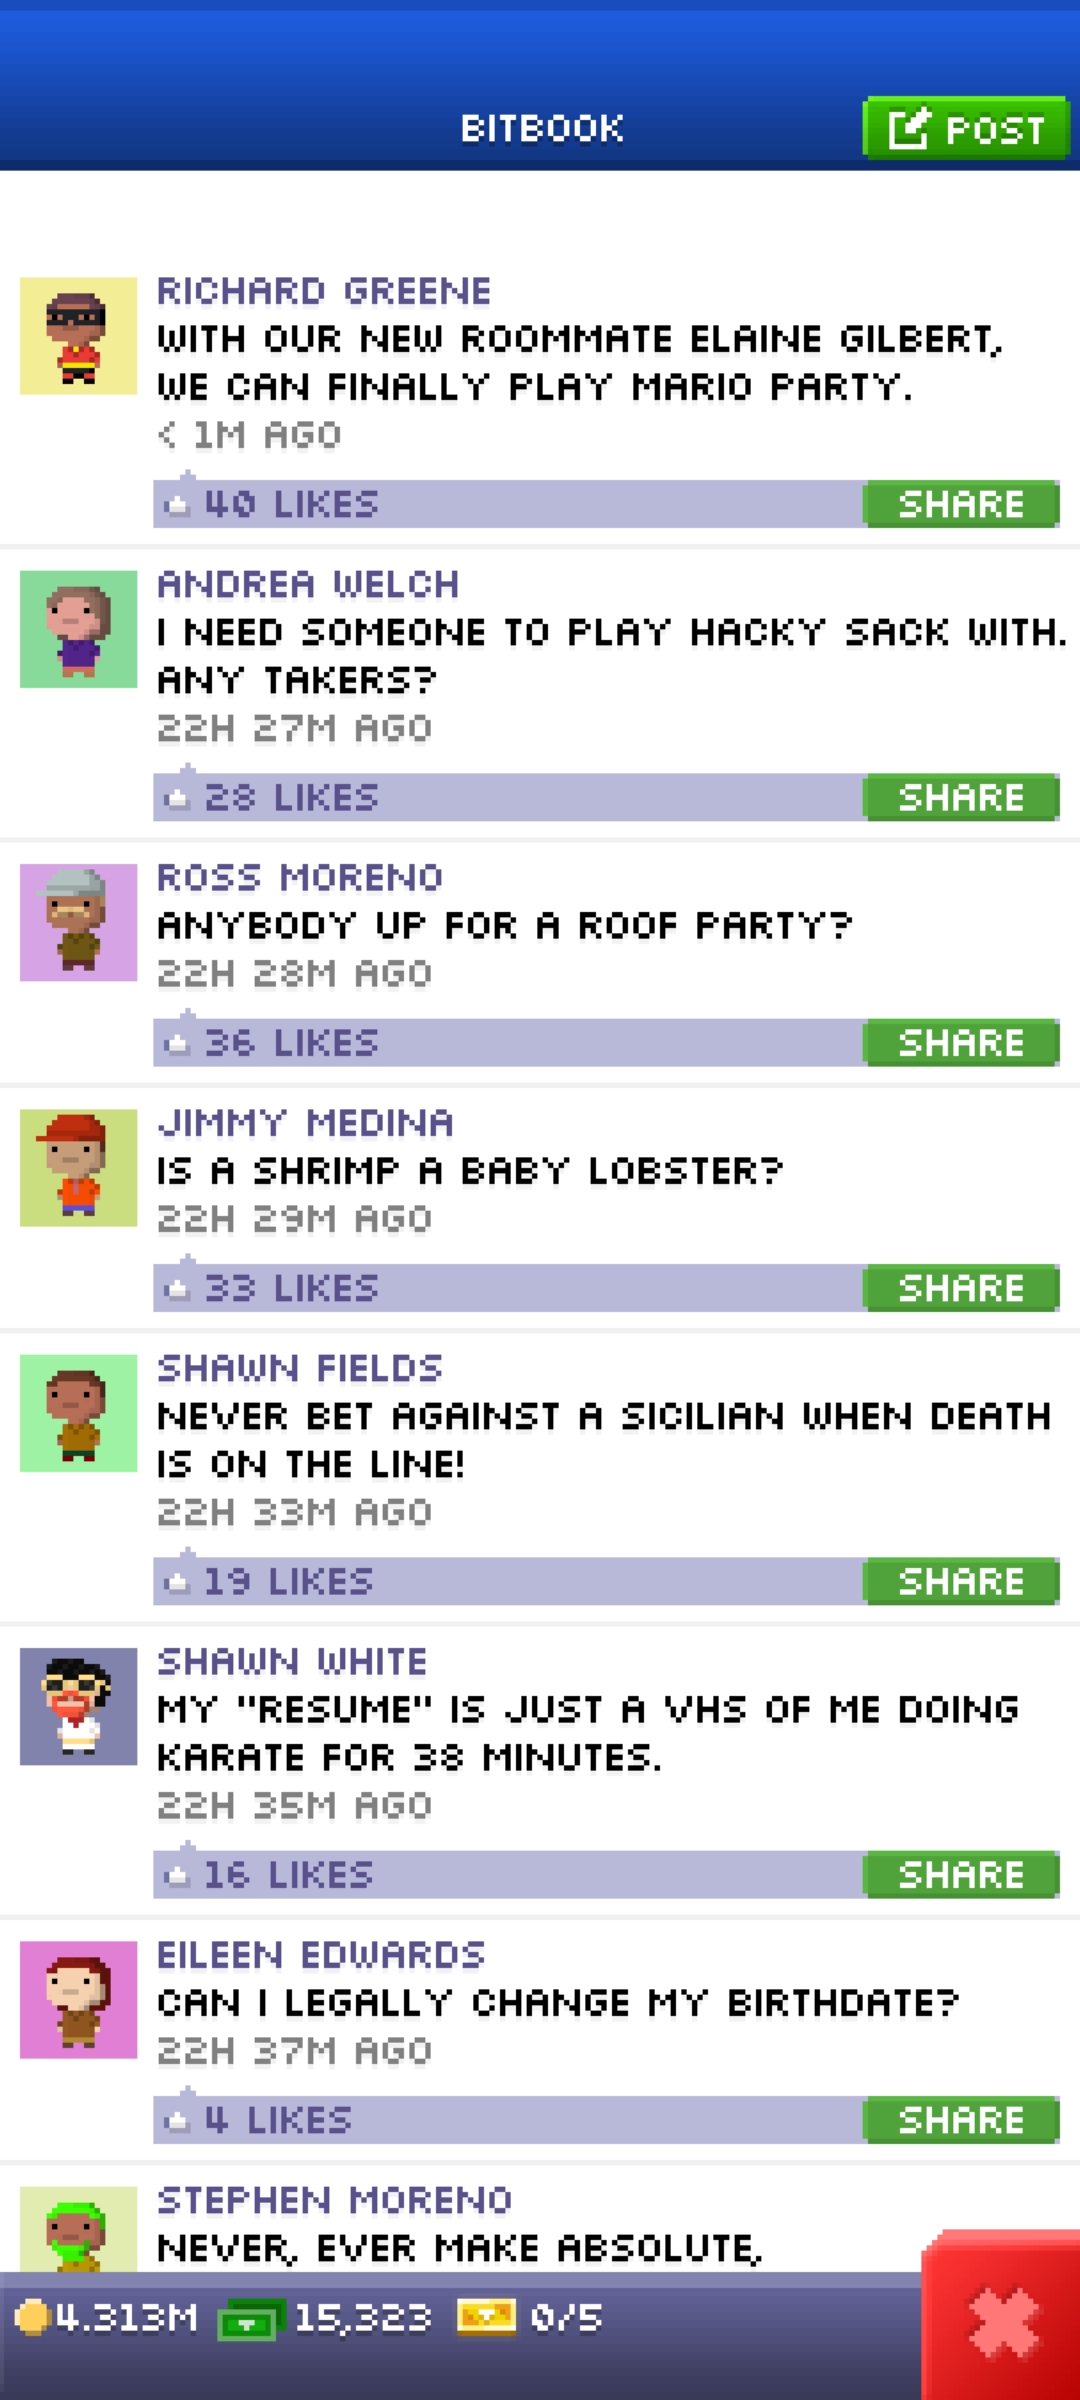 BITBOOK
POST
RICHARD GREENE
WITH OUR NEW ROOMMATE ELAINE GILBERT,
WE CAN FINALLY PLAY MARIO PARTY.
< 1M AGO
40 LIKES
SHARE
ANDREA WELCH
I NEED SOMEONE TO PLAY HACKY SACK WITH.
ANY TAKERS?
22H 27M AGO
28 LIKES
SHARE
ROSS MORENO
ANYBODY UP FOR A ROOF PARTY?
22H 28M AGO
36 LIKES
SHARE
JIMMY MEDINA
IS A SHRIMP A BABY LOBSTER?
22H 29M AGO
33 LIKES
SHARE
SHAWN FIELDS
NEVER BET AGAINST A SICILIAN WHEN DEATH
IS ON THE LINE!
22H 33M AGO
19 LIKES
SHARE
SHAWN WHITE
MY "RESUME" IS JUST A VHS OF ME DOING
KARATE FOR 38 MINUTES.
22H 35M AGO
16 LIKES
SHARE
EILEEN EDWARDS
CAN I LEGALLY CHANGE MY BIRTHDATE?
22H 37M AGO
4 LIKES
SHARE
STEPHEN MORENO
NEVER, EVER MAKE ABSOLUTE,
4.313M 15,323 0/5